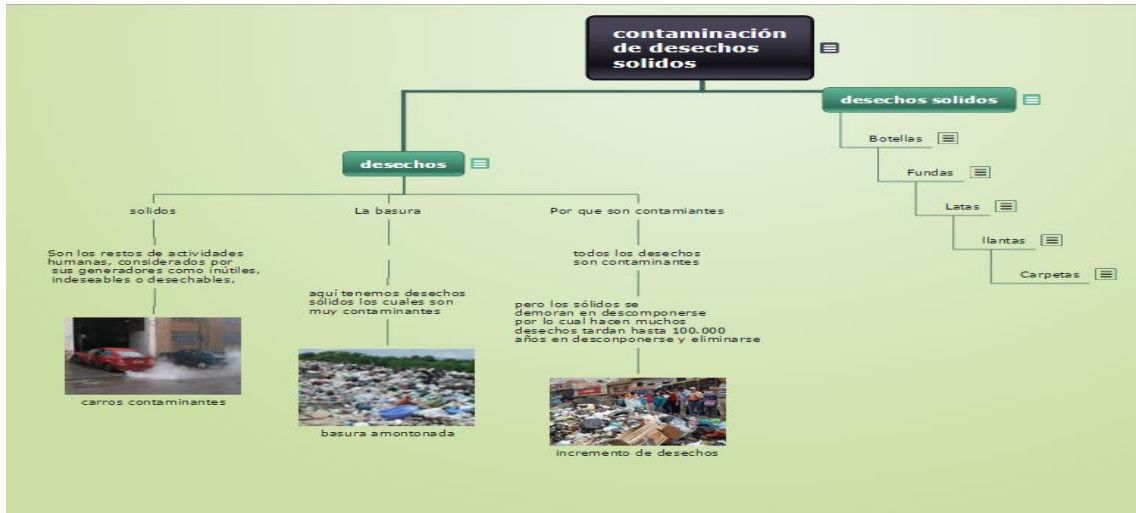 contaminación
de desechos
solidos
desechos solidos
Botellas
Fundas
Latas
llantas
Carpetas
desechos
solidos
Son los restos de actividades
humanas, considerados por
sus generadores como inútiles,
indeseables o desechables.
carros contaminantes
La basura
aquí tenemos desechos
sólidos los cuales son
muy contaminantes
basura amontonada
Por que son contamiantes
todos los desechos
son contaminantes
pero los sólidos se
demoran en descomponerse
por lo cual hacen muchos
desechos tardan hasta 100.000
años en desconponerse y eliminarse
incremento de desechos